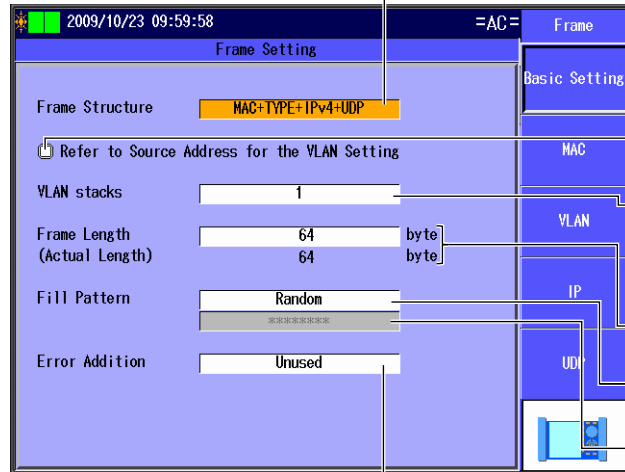 2009/10/23 09:59:58 =AC= Frame
Frame Setting
Basic Setting
Frame Structure MAC+TYPE+IPv4+UDP
Refer to Source Address for the VLAN Setting MAC
VLAN stacks 1
VLAN
Frame Length 64 byte
(Actual Length) 64 byte
Fill Pattern Random IP
********
Error Addition Unused UDP